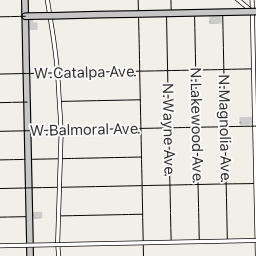 W. Catalpa Ave.
W. Balmoral Ave.
N. Wayne Ave.
N. Lakewood Ave.
N. Magnolia Ave.